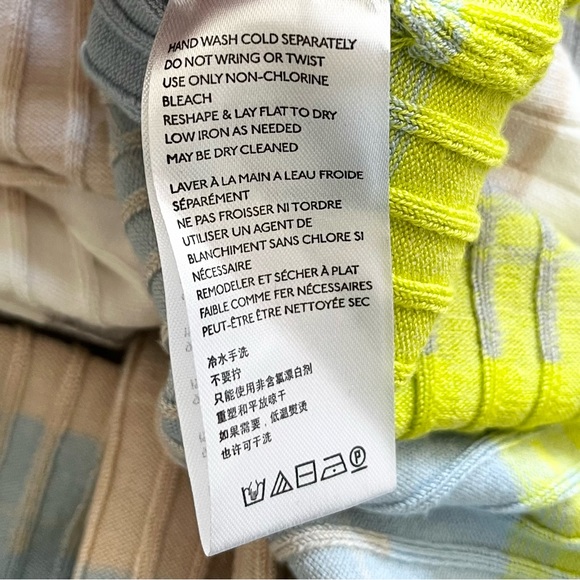 HAND WASH COLD SEPARATELY
DO NOT WRING OR TWIST
USE ONLY NON-CHLORINE
BLEACH
RESHAPE & LAY FLAT TO DRY
LOW IRON AS NEEDED
MAY BE DRY CLEANED
LAVER À LA MAIN A LEAU FROIDE
SÉPARÉMENT
NE PAS FROISSER NI TORDRE
UTILISER UN AGENT DE
BLANCHIMENT SANS CHLORE SI
NÉCESSAIRE
REMODELER ET SÉCHER À PLAT
FAIBLE COMME FER NÉCESSAIRES
PEUT-ÊTRE ÊTRE NETTOYÉE SEC
冷水手洗
不要拧
只能使用非含氯漂白剂
重塑和平放晾干
如果需要，低温熨烫
也许可干洗
P